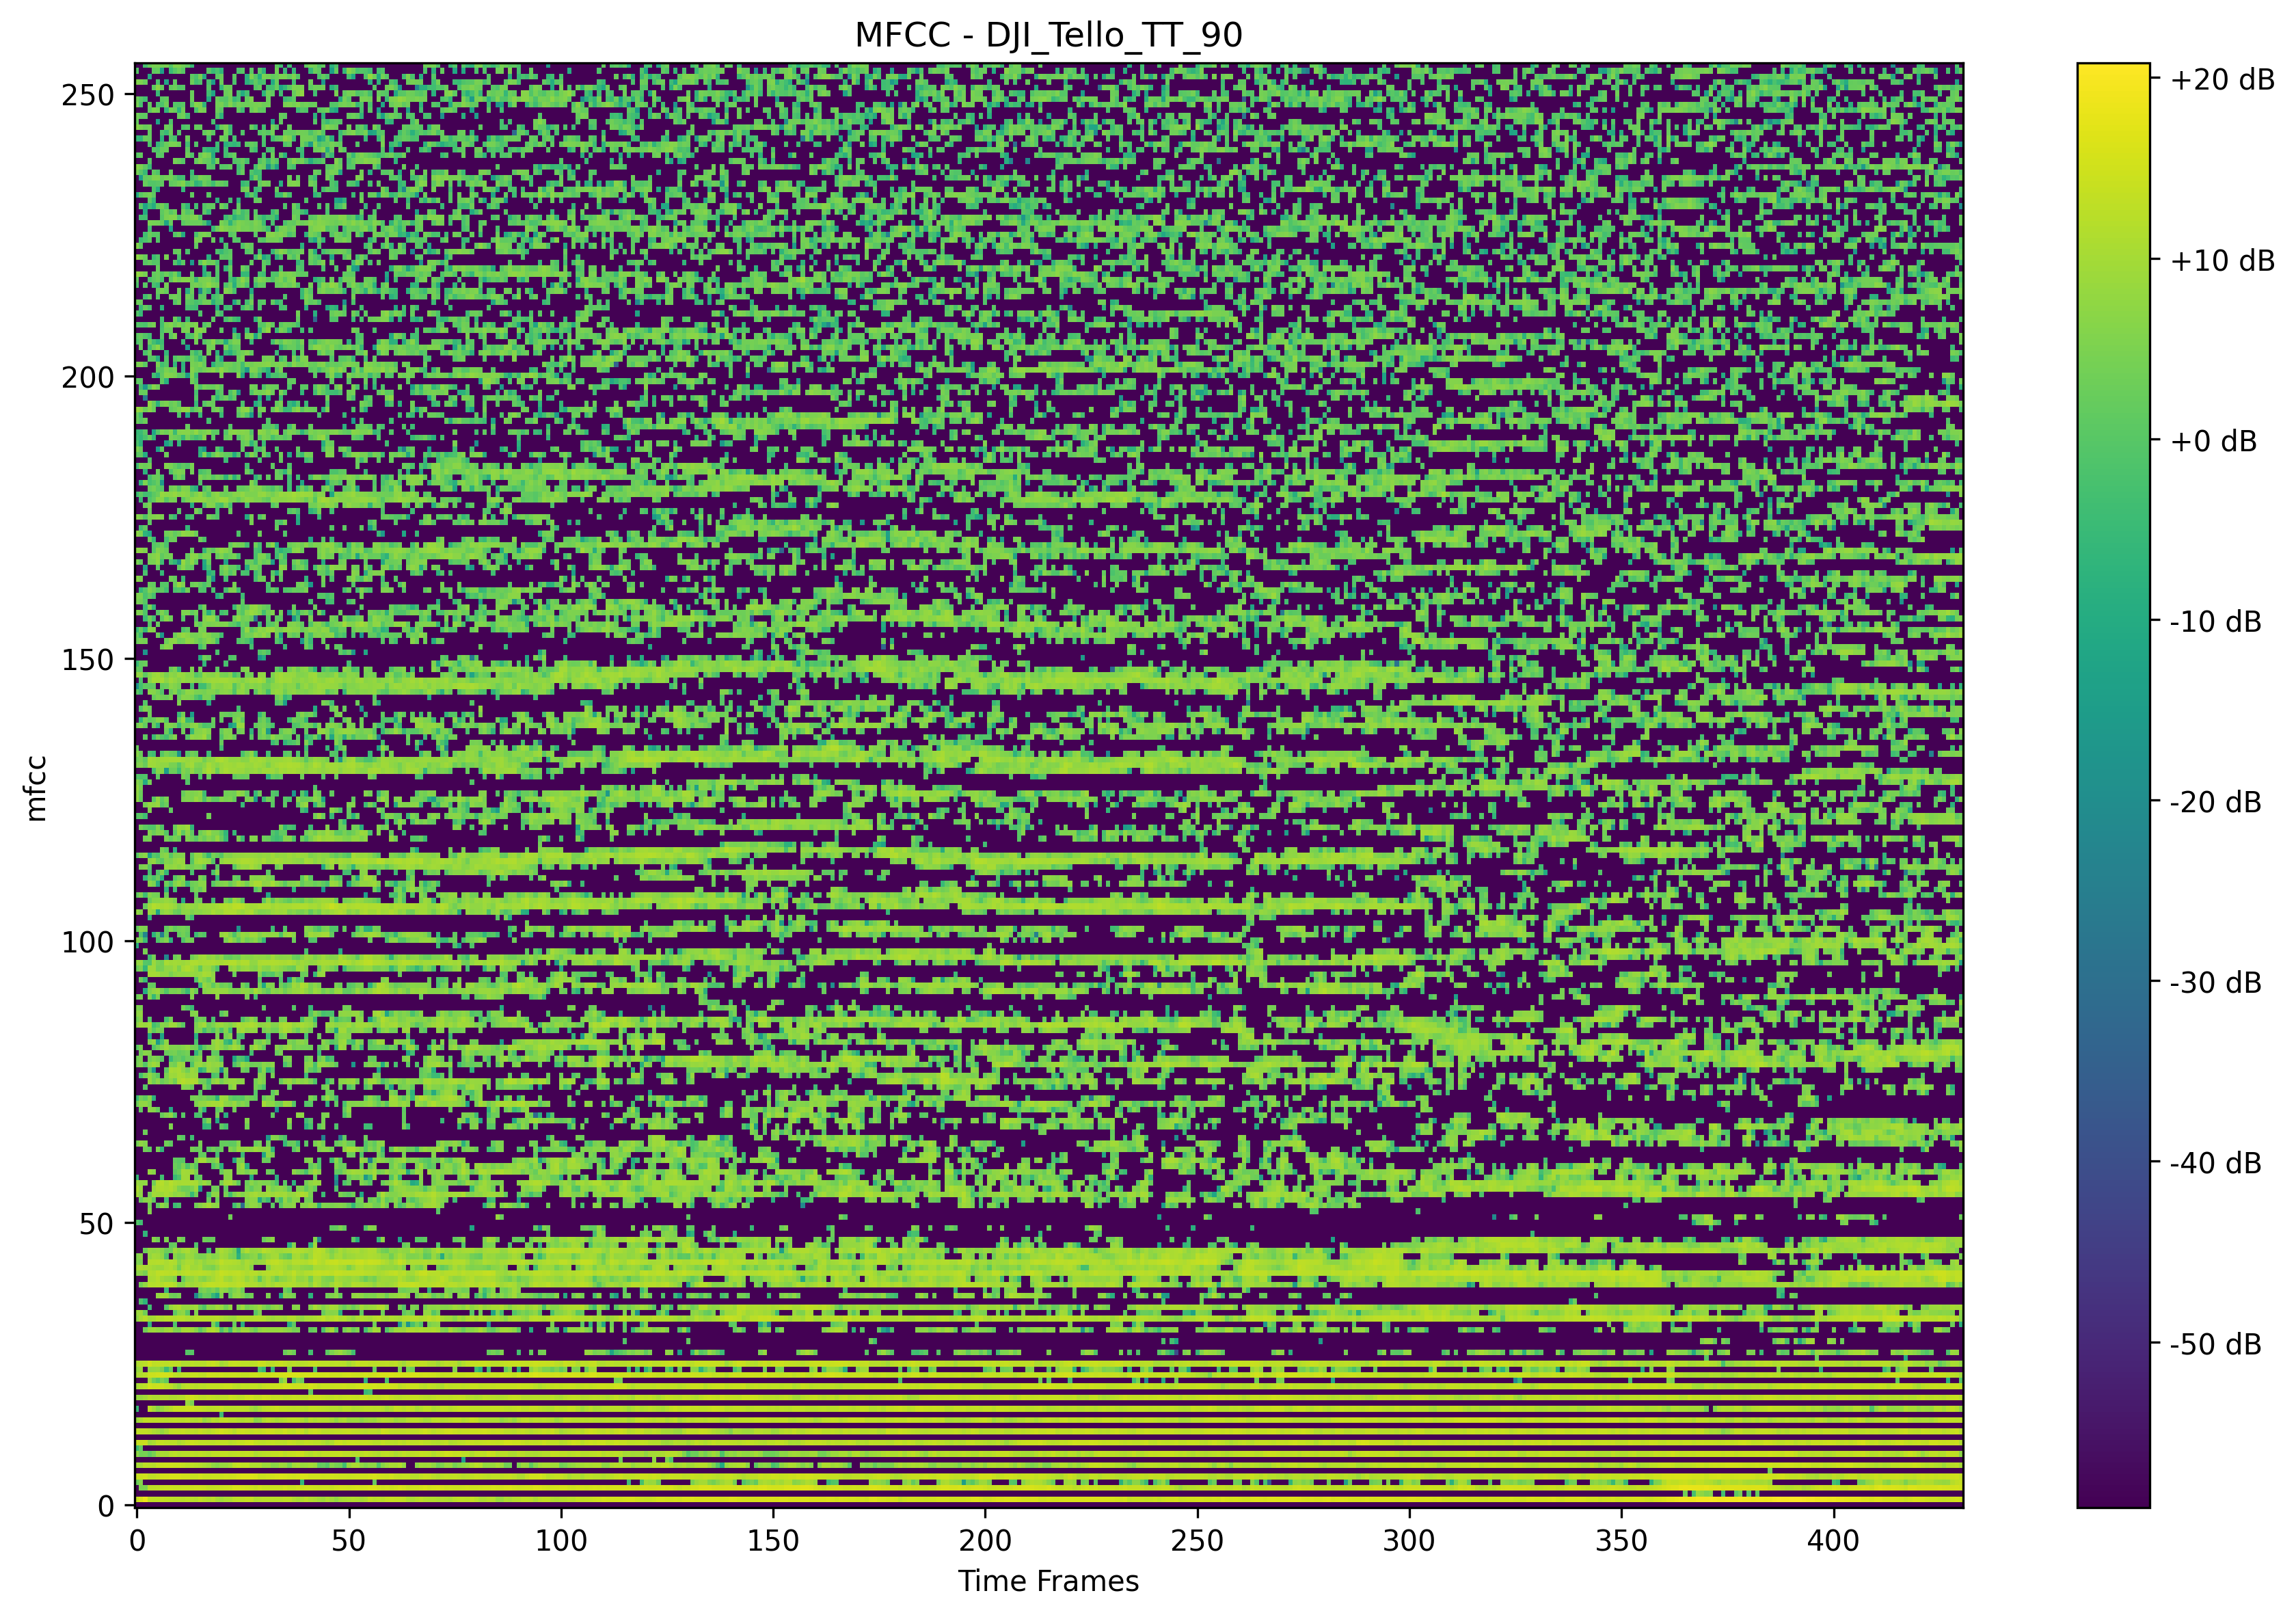 MFCC - DJI_Tello_TT_90
250
200
150
100
50
0
mfcc
0 50 100 150 200 250 300 350 400
Time Frames
+20 dB
+10 dB
+0 dB
-10 dB
-20 dB
-30 dB
-40 dB
-50 dB